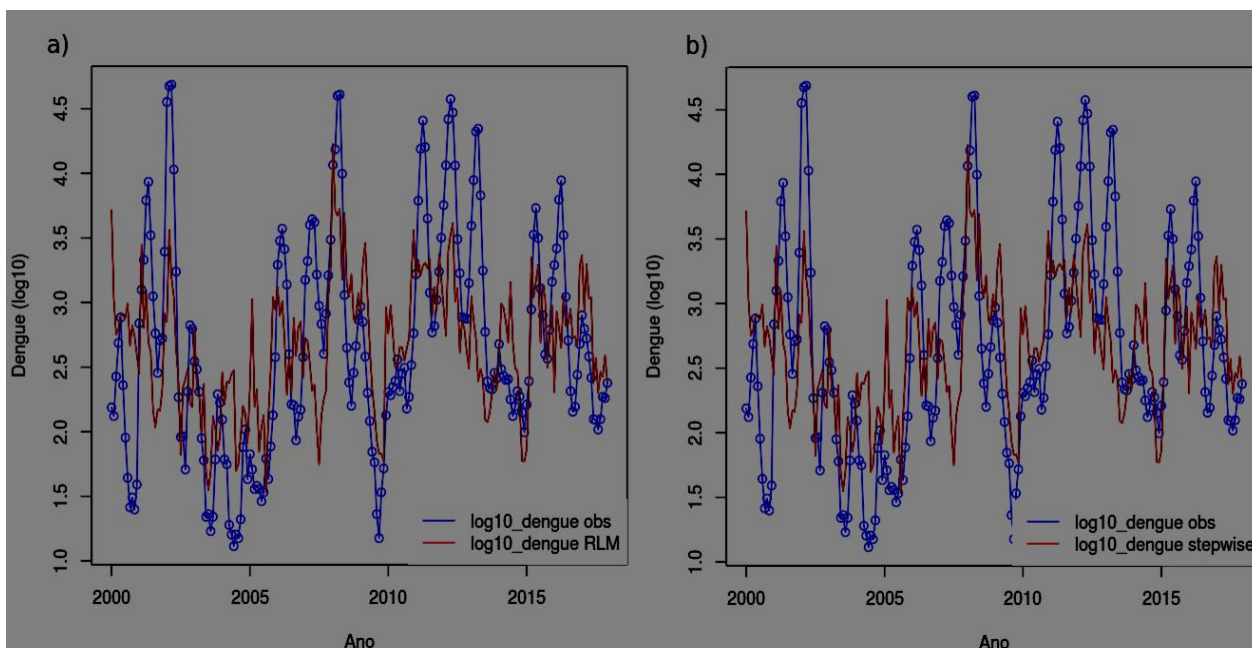 a)
Dengue (log10)
4.5
4.0
3.5
3.0
2.5
2.0
1.5
1.0
log10_dengue obs
log10_dengue RLM
2000
2005
2010
2015
Ano
b)
Dengue (log10)
4.5
4.0
3.5
3.0
2.5
2.0
1.5
1.0
log10_dengue obs
log10_dengue stepwise
2000
2005
2010
2015
Ano